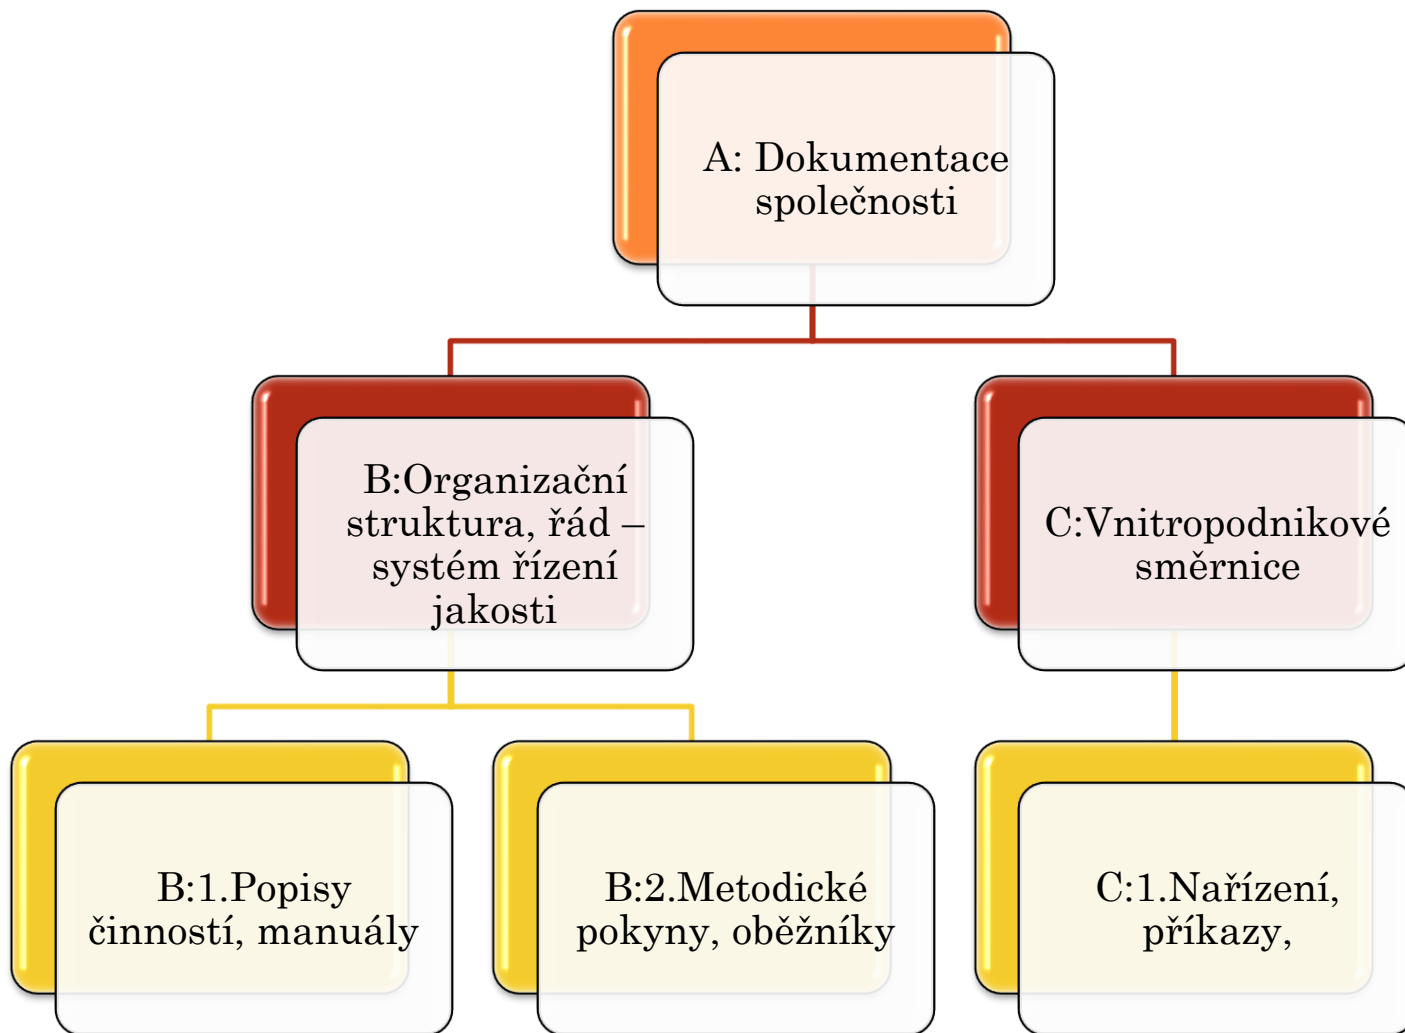 A: Dokumentace
společnosti
B:Organizační
struktura, řád –
systém řízení
jakosti
C:Vnitropodnikové
směrnice
B:1.Popisy
činností, manuály
B:2.Metodické
pokyny, oběžníky
C:1.Nařízení,
příkazy,